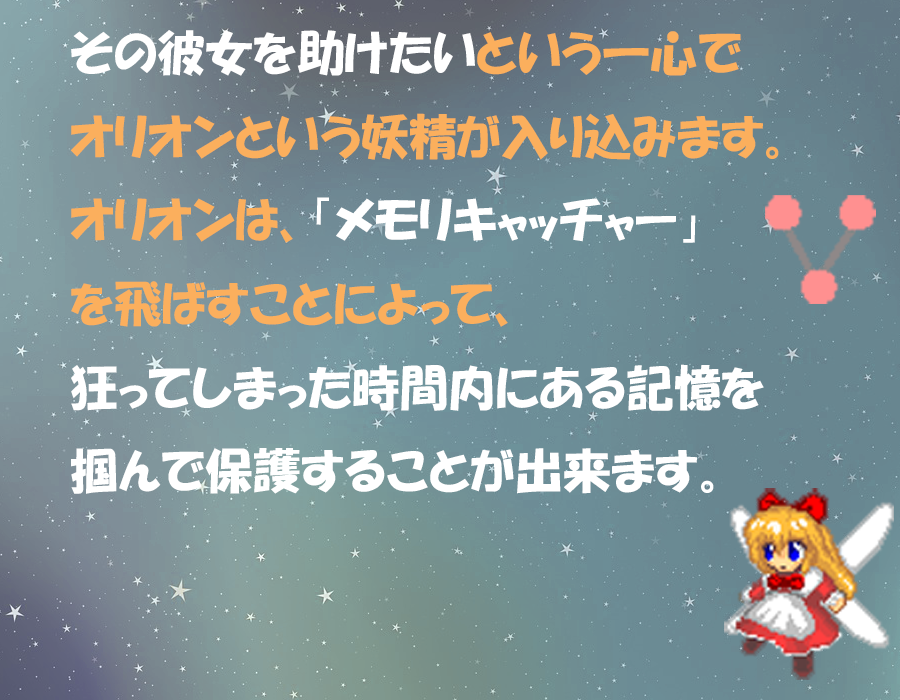 その彼女を助けたいという一心で
オリオンという妖精が入り込みます。
オリオンは、「メモリキャッチャー」
を飛ばすことによって、
狂ってしまった時間内にある記憶を
掴んで保護することが出来ます。